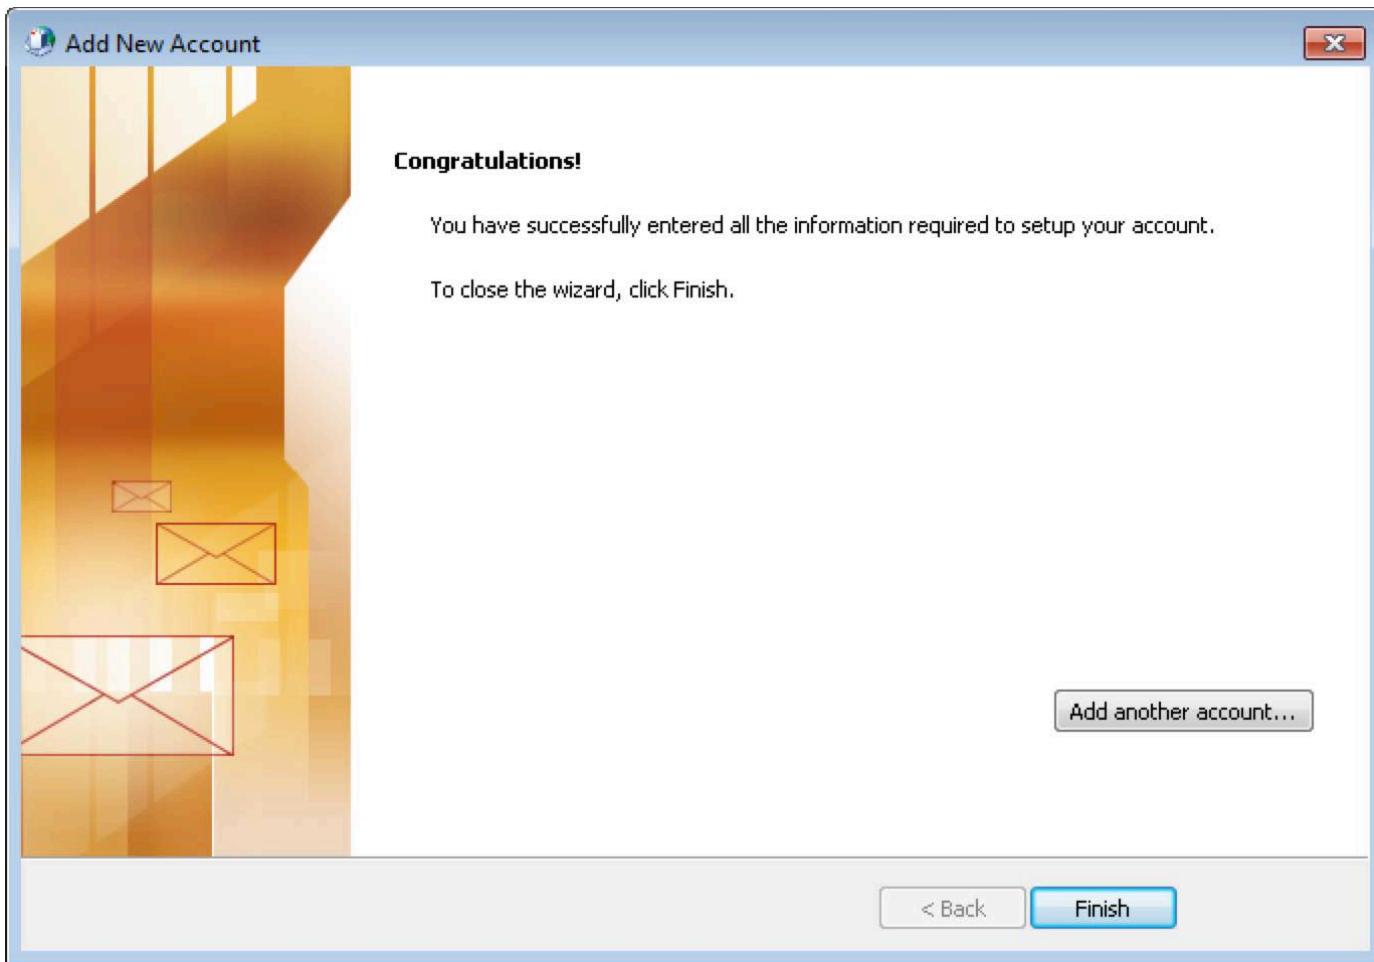 Add New Account
Congratulations!
You have successfully entered all the information required to setup your account.
To close the wizard, click Finish.
Add another account...
< Back
Finish